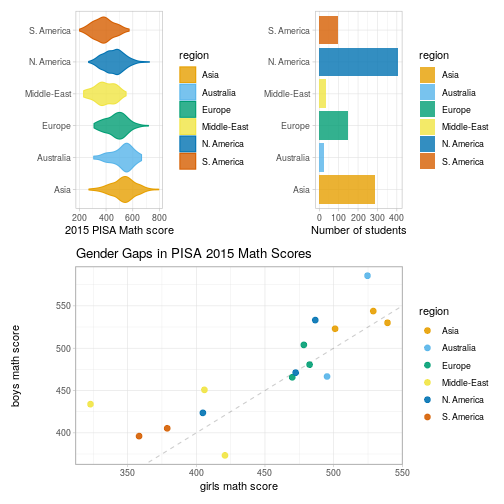 S. America
N. America
Middle-East
Europe
Australia
Asia
200 400 600 800
2015 PISA Math score
region
Asia
Australia
Europe
Middle-East
N. America
S. America
S. America
N. America
Middle-East
Europe
Australia
Asia
0 100 200 300 400
Number of students
region
Asia
Australia
Europe
Middle-East
N. America
S. America
Gender Gaps in PISA 2015 Math Scores
boys math score
550
500
450
400
350 400 450 500 550
girls math score
region
Asia
Australia
Europe
Middle-East
N. America
S. America